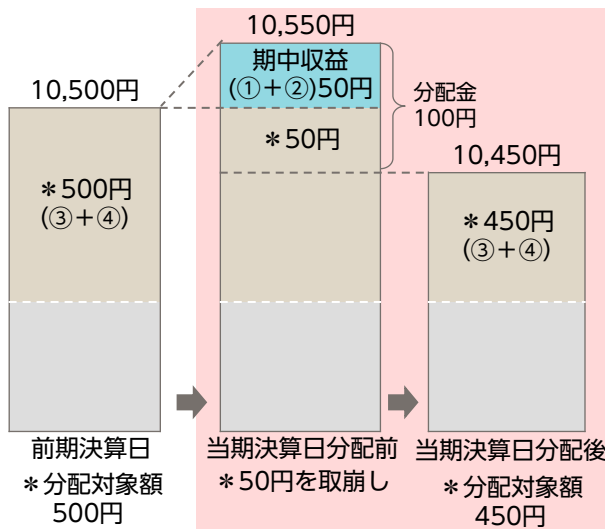 10,500円
＊500円
(③＋④)
前期決算日
＊分配対象額
500円
10,550円
期中収益
(①＋②)50円
＊50円
分配金
100円
当期決算日分配前
＊50円を取崩し
10,450円
＊450円
(③＋④)
当期決算日分配後
＊分配対象額
450円